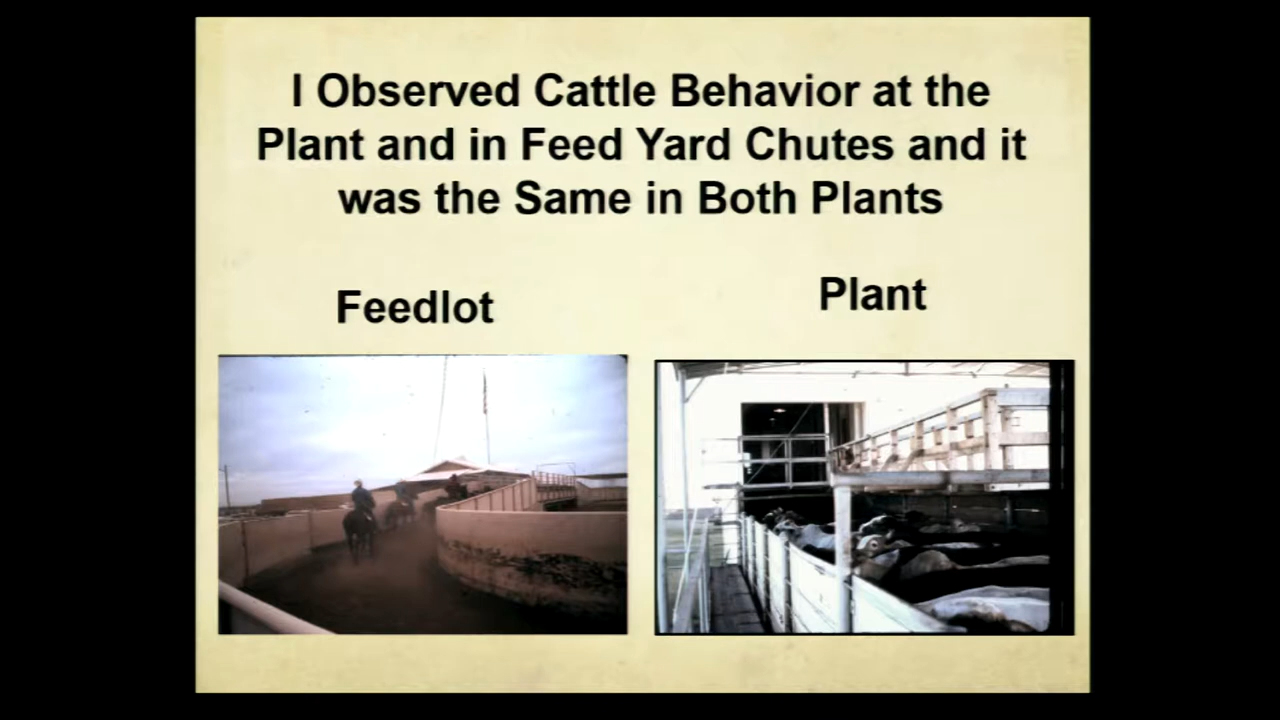 I Observed Cattle Behavior at the
Plant and in Feed Yard Chutes and it
was the Same in Both Plants
Feedlot
Plant